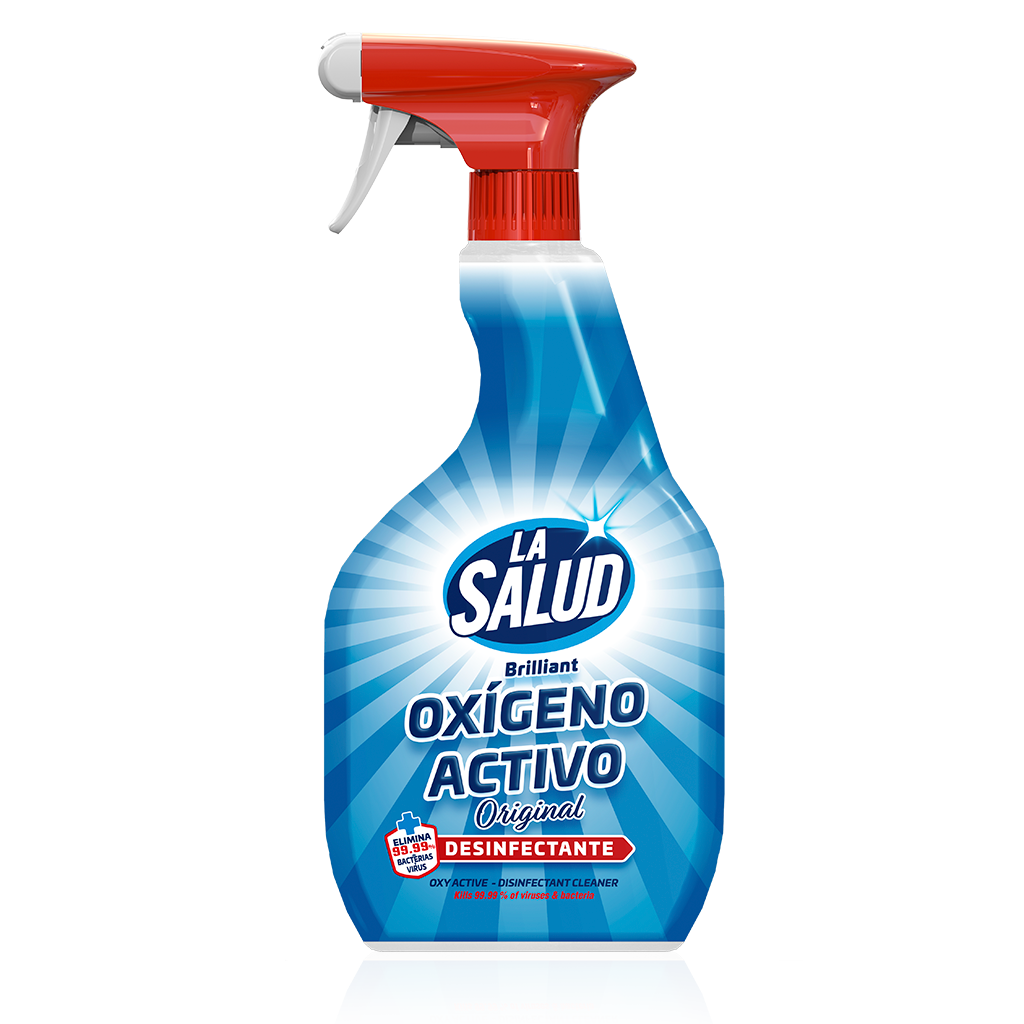 LA
SALUD
Brilliant
OXÍGENO
ACTIVO
Original
ELIMINA
99.99%
BACTERIAS
Y
VIRUS
DESINFECTANTE
OXY ACTIVE - DISINFECTANT CLEANER
Kills 99.99 % of viruses & bacteria